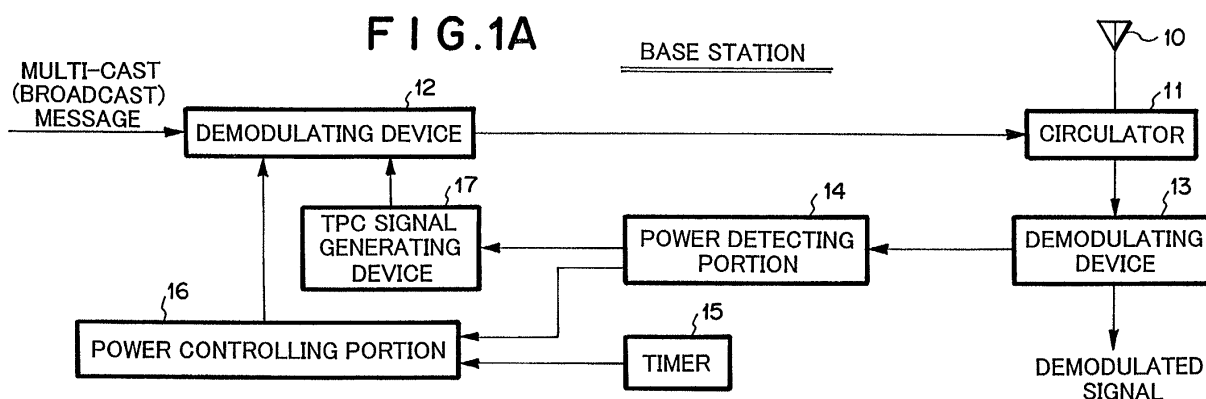 FIG.1A
BASE STATION
10
MULTI-CAST
(BROADCAST)
MESSAGE
12
DEMODULATING DEVICE
11
CIRCULATOR
17
TPC SIGNAL
GENERATING
DEVICE
14
POWER DETECTING
PORTION
13
DEMODULATING
DEVICE
16
POWER CONTROLLING PORTION
15
TIMER
DEMODULATED
SIGNAL